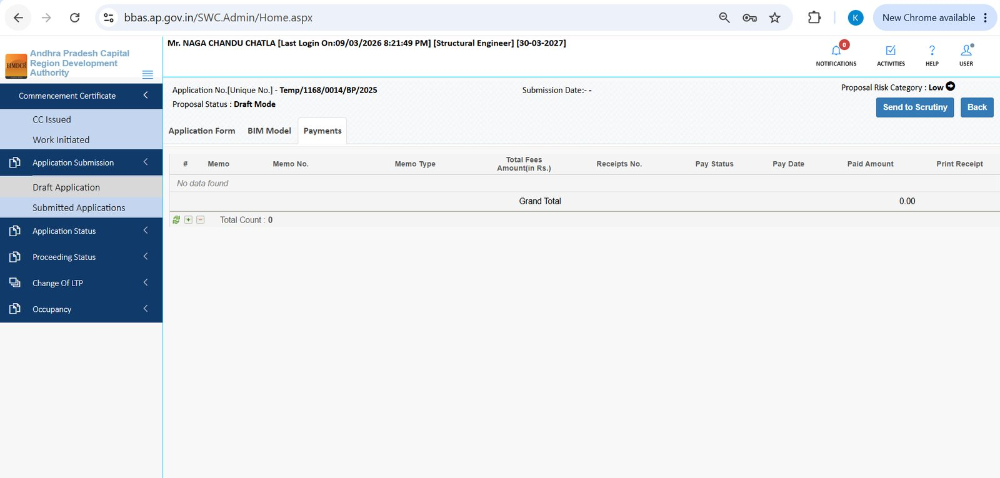 bbas.ap.gov.in/SWC.Admin/Home.aspx
K
New Chrome available
BIMDCR
Andhra Pradesh Capital
Region Development
Authority
Mr. NAGA CHANDU CHATLA [Last Login On:09/03/2026 8:21:49 PM] [Structural Engineer] [30-03-2027]
0
NOTIFICATIONS
ACTIVITIES
?
HELP
USER
Commencement Certificate
CC Issued
Work Initiated
Application Submission
Draft Application
Submitted Applications
Application Status
Proceeding Status
Change Of LTP
Occupancy
Application No.[Unique No.] - Temp/1168/0014/BP/2025
Submission Date:- -
Proposal Risk Category : Low
Proposal Status : Draft Mode
Send to Scrutiny
Back
Application Form
BIM Model
Payments
# Memo Memo No. Memo Type Total Fees Amount(in Rs.) Receipts No. Pay Status Pay Date Paid Amount Print Receipt
No data found
Grand Total 0.00
Total Count : 0